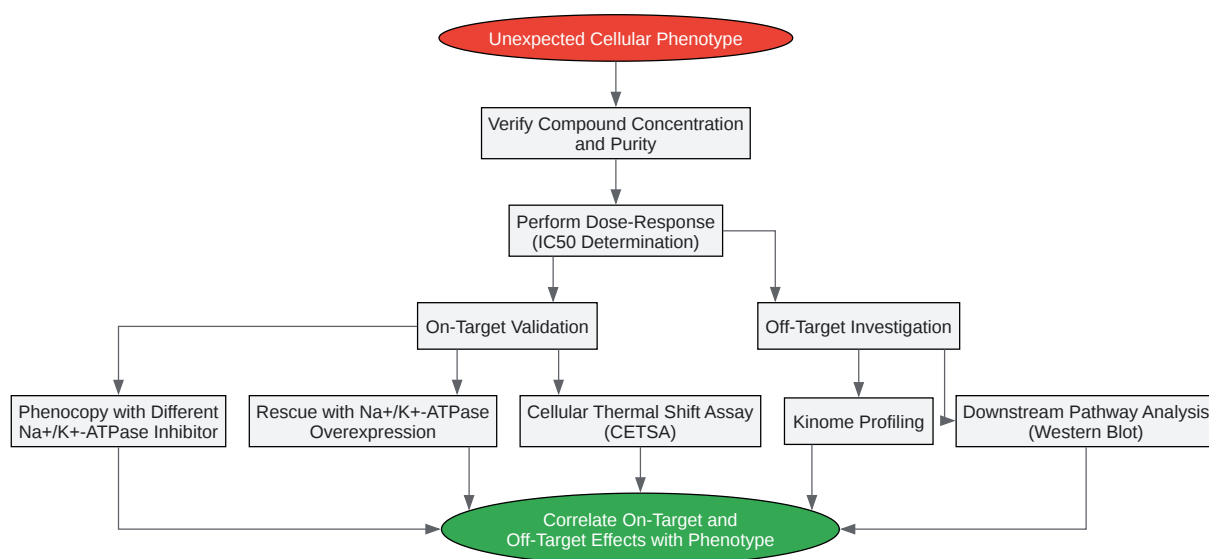 Unexpected Cellular Phenotype
Verify Compound Concentration
and Purity
Perform Dose-Response
(IC50 Determination)
On-Target Validation
Off-Target Investigation
Phenocopy with Different
Na+/K+-ATPase Inhibitor
Rescue with Na+/K+-ATPase
Overexpression
Cellular Thermal Shift Assay
(CETSA)
Kinome Profiling
Downstream Pathway Analysis
(Western Blot)
Correlate On-Target and
Off-Target Effects with Phenotype